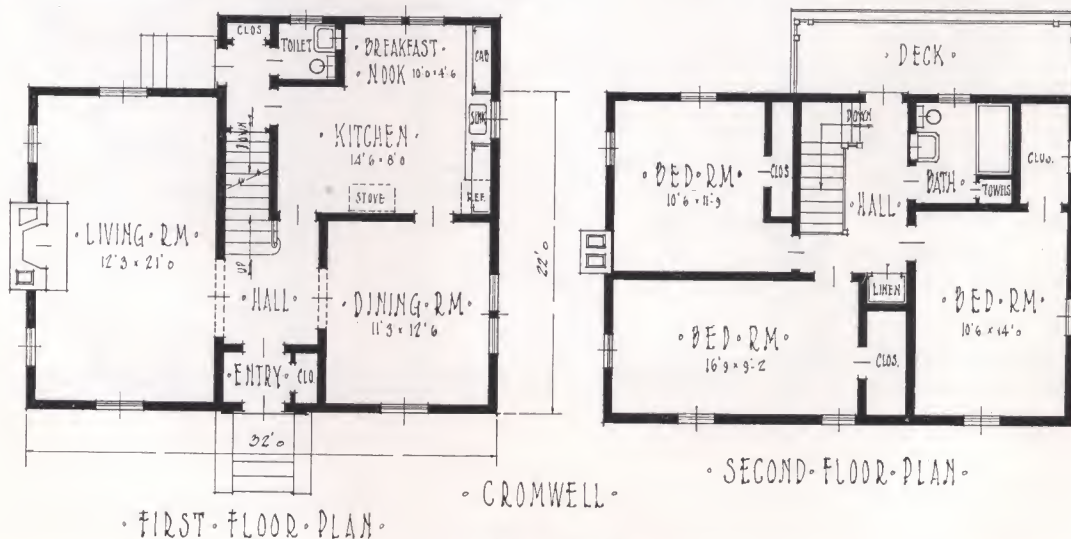 CLOS
TOILET
· BREAKFAST ·
NOOK 10'0 × 4'6
CAB
SINK
· KITCHEN ·
14'6 × 8'0
STOVE
REF.
DOWN
UP
· LIVING · RM ·
12'3 × 21'0
· HALL ·
· DINING · RM ·
11'3 × 12'6
· ENTRY ·
CLO.
22'0
32'0
· FIRST · FLOOR · PLAN ·
· CROMWELL ·
· DECK ·
· BED · RM ·
10'6 × 11'9
CLOS
DOWN
· HALL ·
· BATH ·
TOWELS
CLOS.
LINEN
· BED · RM ·
16'9 × 9'-2
CLOS.
· BED · RM ·
10'6 × 14'0
· SECOND · FLOOR · PLAN ·